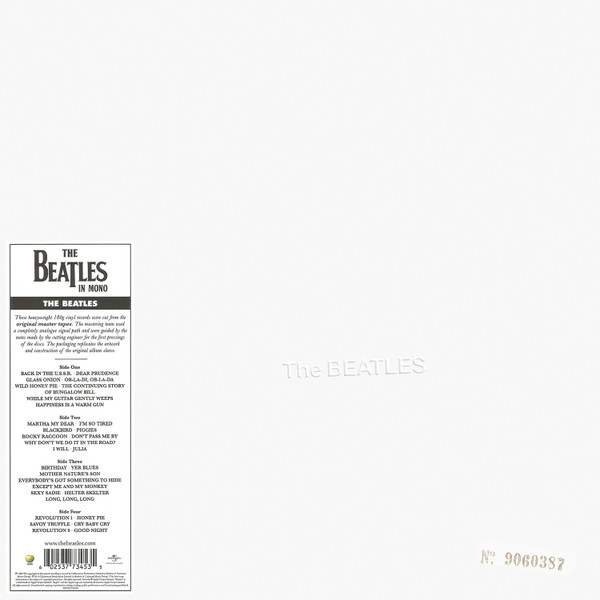 THE
BEATLES
IN MONO
THE BEATLES
These heavyweight 180g vinyl records were cut from the
original master tapes. The mastering team used
a completely analogue signal path and were guided by the
notes made by the cutting engineer for the first pressings
of the discs. The packaging replicates the artwork
and construction of the original album sleeve.
Side One
BACK IN THE U.S.S.R. · DEAR PRUDENCE
GLASS ONION · OB-LA-DI, OB-LA-DA
WILD HONEY PIE · THE CONTINUING STORY
OF BUNGALOW BILL
WHILE MY GUITAR GENTLY WEEPS
HAPPINESS IS A WARM GUN
Side Two
MARTHA MY DEAR · I'M SO TIRED
BLACKBIRD · PIGGIES
ROCKY RACCOON · DON'T PASS ME BY
WHY DON'T WE DO IT IN THE ROAD?
I WILL · JULIA
Side Three
BIRTHDAY · YER BLUES
MOTHER NATURE'S SON
EVERYBODY'S GOT SOMETHING TO HIDE
EXCEPT ME AND MY MONKEY
SEXY SADIE · HELTER SKELTER
LONG, LONG, LONG
Side Four
REVOLUTION 1 · HONEY PIE
SAVOY TRUFFLE · CRY BABY CRY
REVOLUTION 9 · GOOD NIGHT
www.thebeatles.com
6 02537 73453 5
The BEATLES
Nº 9060387